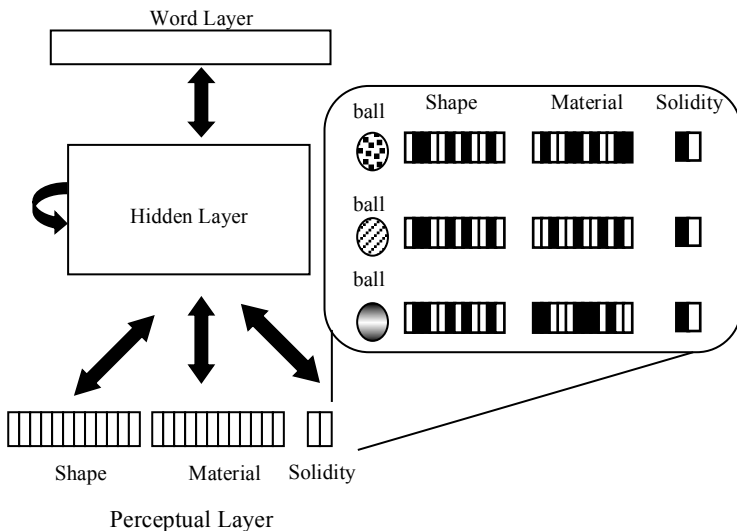 Word Layer
Shape Material Solidity
ball
ball
Hidden Layer
ball
Shape Material Solidity
Perceptual Layer